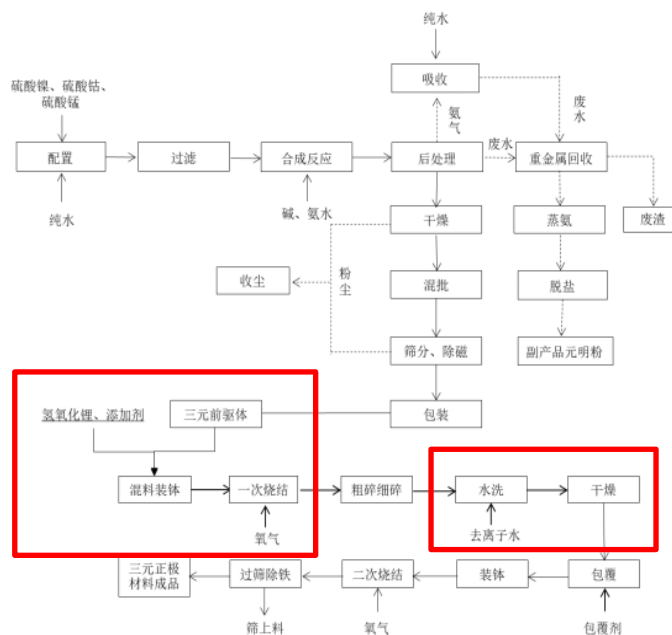 纯水
吸收
硫酸镍、硫酸钴、
硫酸锰
氨气
废水
废水
配置
过滤
合成反应
后处理
重金属回收
纯水
碱、氨水
干燥
蒸氨
废渣
收尘
粉尘
混批
脱盐
筛分、除磁
副产品元明粉
氢氧化锂、添加剂
三元前驱体
包装
混料装钵
一次烧结
粗碎细碎
水洗
干燥
氧气
去离子水
三元正极
材料成品
过筛除铁
二次烧结
装钵
包覆
筛上料
氧气
包覆剂